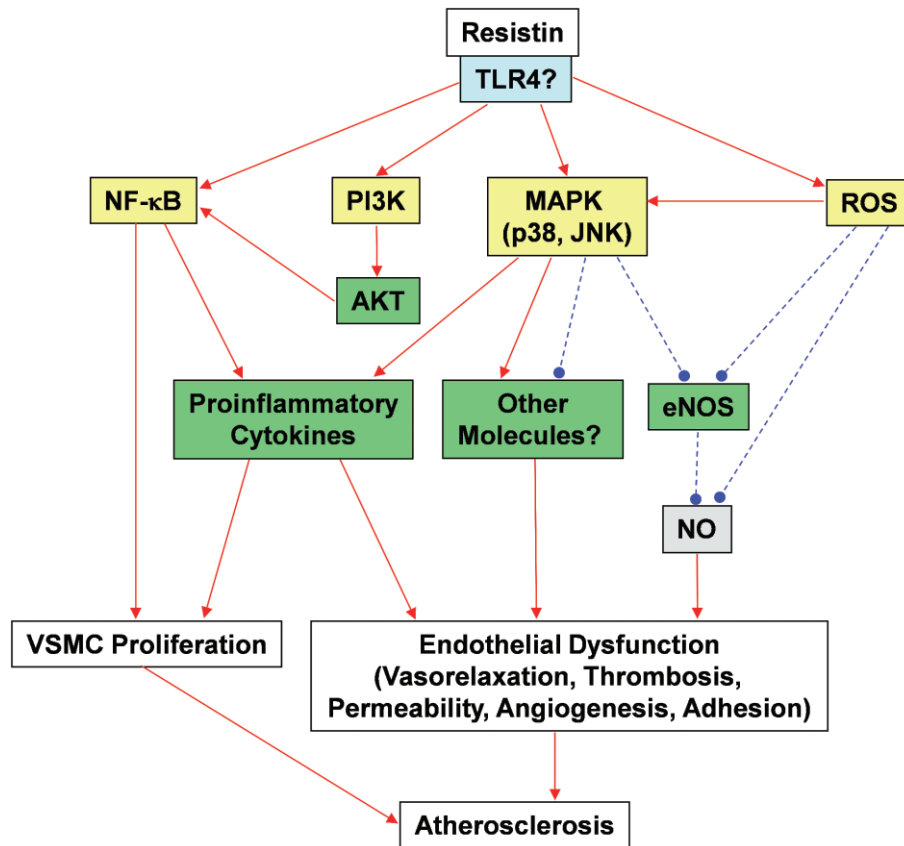 Resistin
TLR4?
NF-κB
PI3K
MAPK
(p38, JNK)
ROS
AKT
Proinflammatory
Cytokines
Other
Molecules?
eNOS
NO
VSMC Proliferation
Endothelial Dysfunction
(Vasorelaxation, Thrombosis,
Permeability, Angiogenesis, Adhesion)
Atherosclerosis